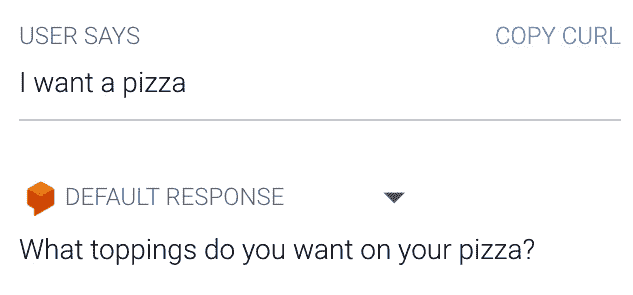 USER SAYS COPY CURL
I want a pizza
DEFAULT RESPONSE
What toppings do you want on your pizza?